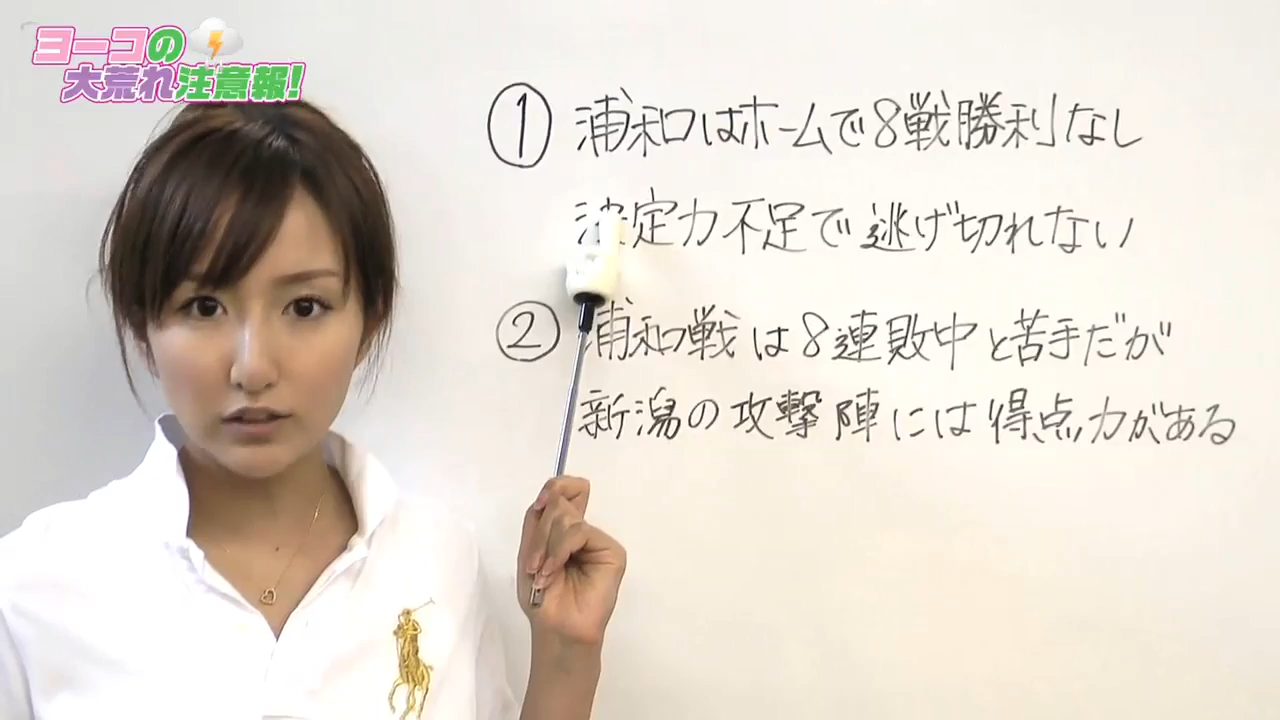 ヨーコの
大荒れ注意報!
① 浦和はホームで8戦勝利なし
決定力不足で逃げ切れない
② 浦和戦は8連敗中と苦手だが
新潟の攻撃陣には得点力がある